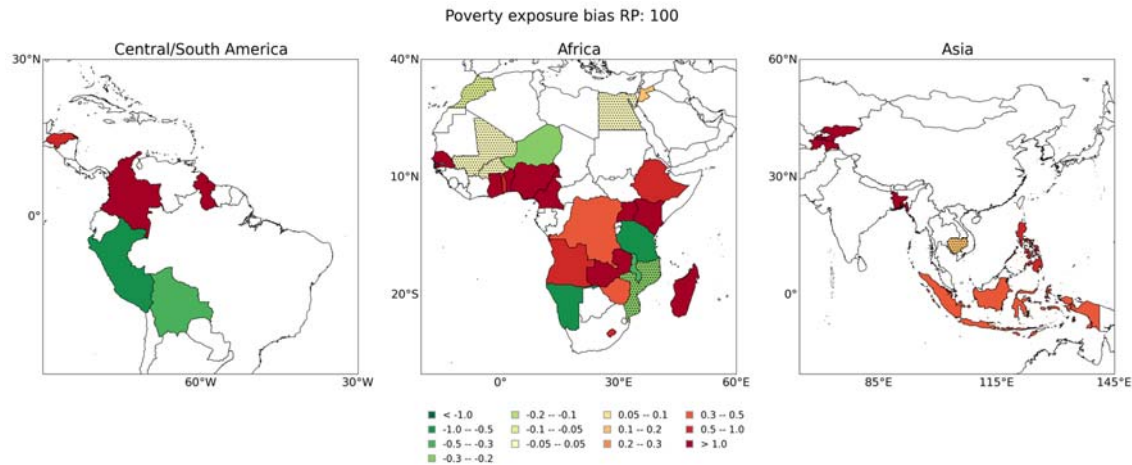 Poverty exposure bias RP: 100
Central/South America
Africa
Asia
30°N
0°
60°W
30°W
40°N
10°N
20°S
0°
30°E
60°E
60°N
30°N
0°
85°E
115°E
145°E
< -1.0
-1.0 -- -0.5
-0.5 -- -0.3
-0.3 -- -0.2
-0.2 -- -0.1
-0.1 -- -0.05
-0.05 -- 0.05
0.05 -- 0.1
0.1 -- 0.2
0.2 -- 0.3
0.3 -- 0.5
0.5 -- 1.0
> 1.0